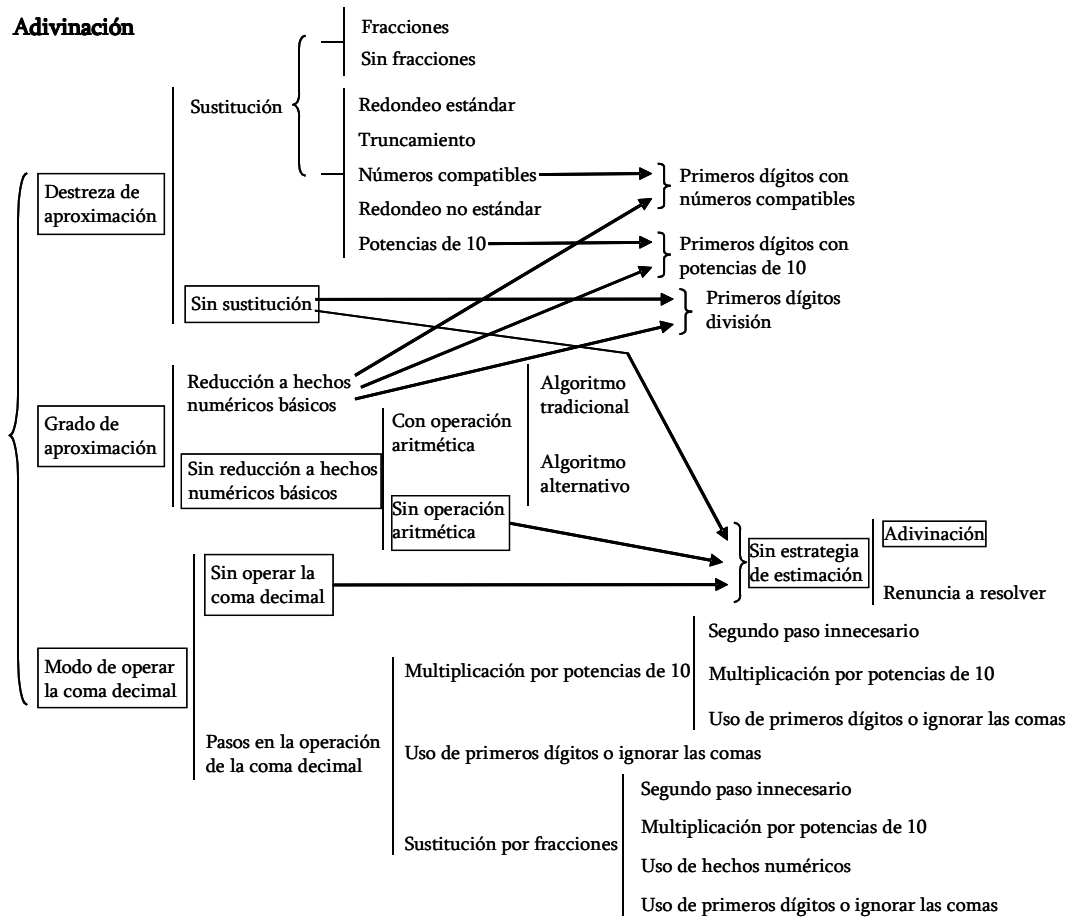 Adivinación
Fracciones
Sin fracciones
Sustitución
Redondeo estándar
Truncamiento
Números compatibles
Redondeo no estándar
Potencias de 10
Primeros dígitos con
números compatibles
Primeros dígitos con
potencias de 10
Primeros dígitos
división
Destreza de
aproximación
Sin sustitución
Grado de
aproximación
Reducción a hechos
numéricos básicos
Sin reducción a hechos
numéricos básicos
Con operación
aritmética
Algoritmo
tradicional
Algoritmo
alternativo
Sin operación
aritmética
Sin estrategia
de estimación
Adivinación
Renuncia a resolver
Modo de operar
la coma decimal
Sin operar la
coma decimal
Pasos en la operación
de la coma decimal
Multiplicación por potencias de 10
Segundo paso innecesario
Multiplicación por potencias de 10
Uso de primeros dígitos o ignorar las comas
Uso de primeros dígitos o ignorar las comas
Sustitución por fracciones
Segundo paso innecesario
Multiplicación por potencias de 10
Uso de hechos numéricos
Uso de primeros dígitos o ignorar las comas